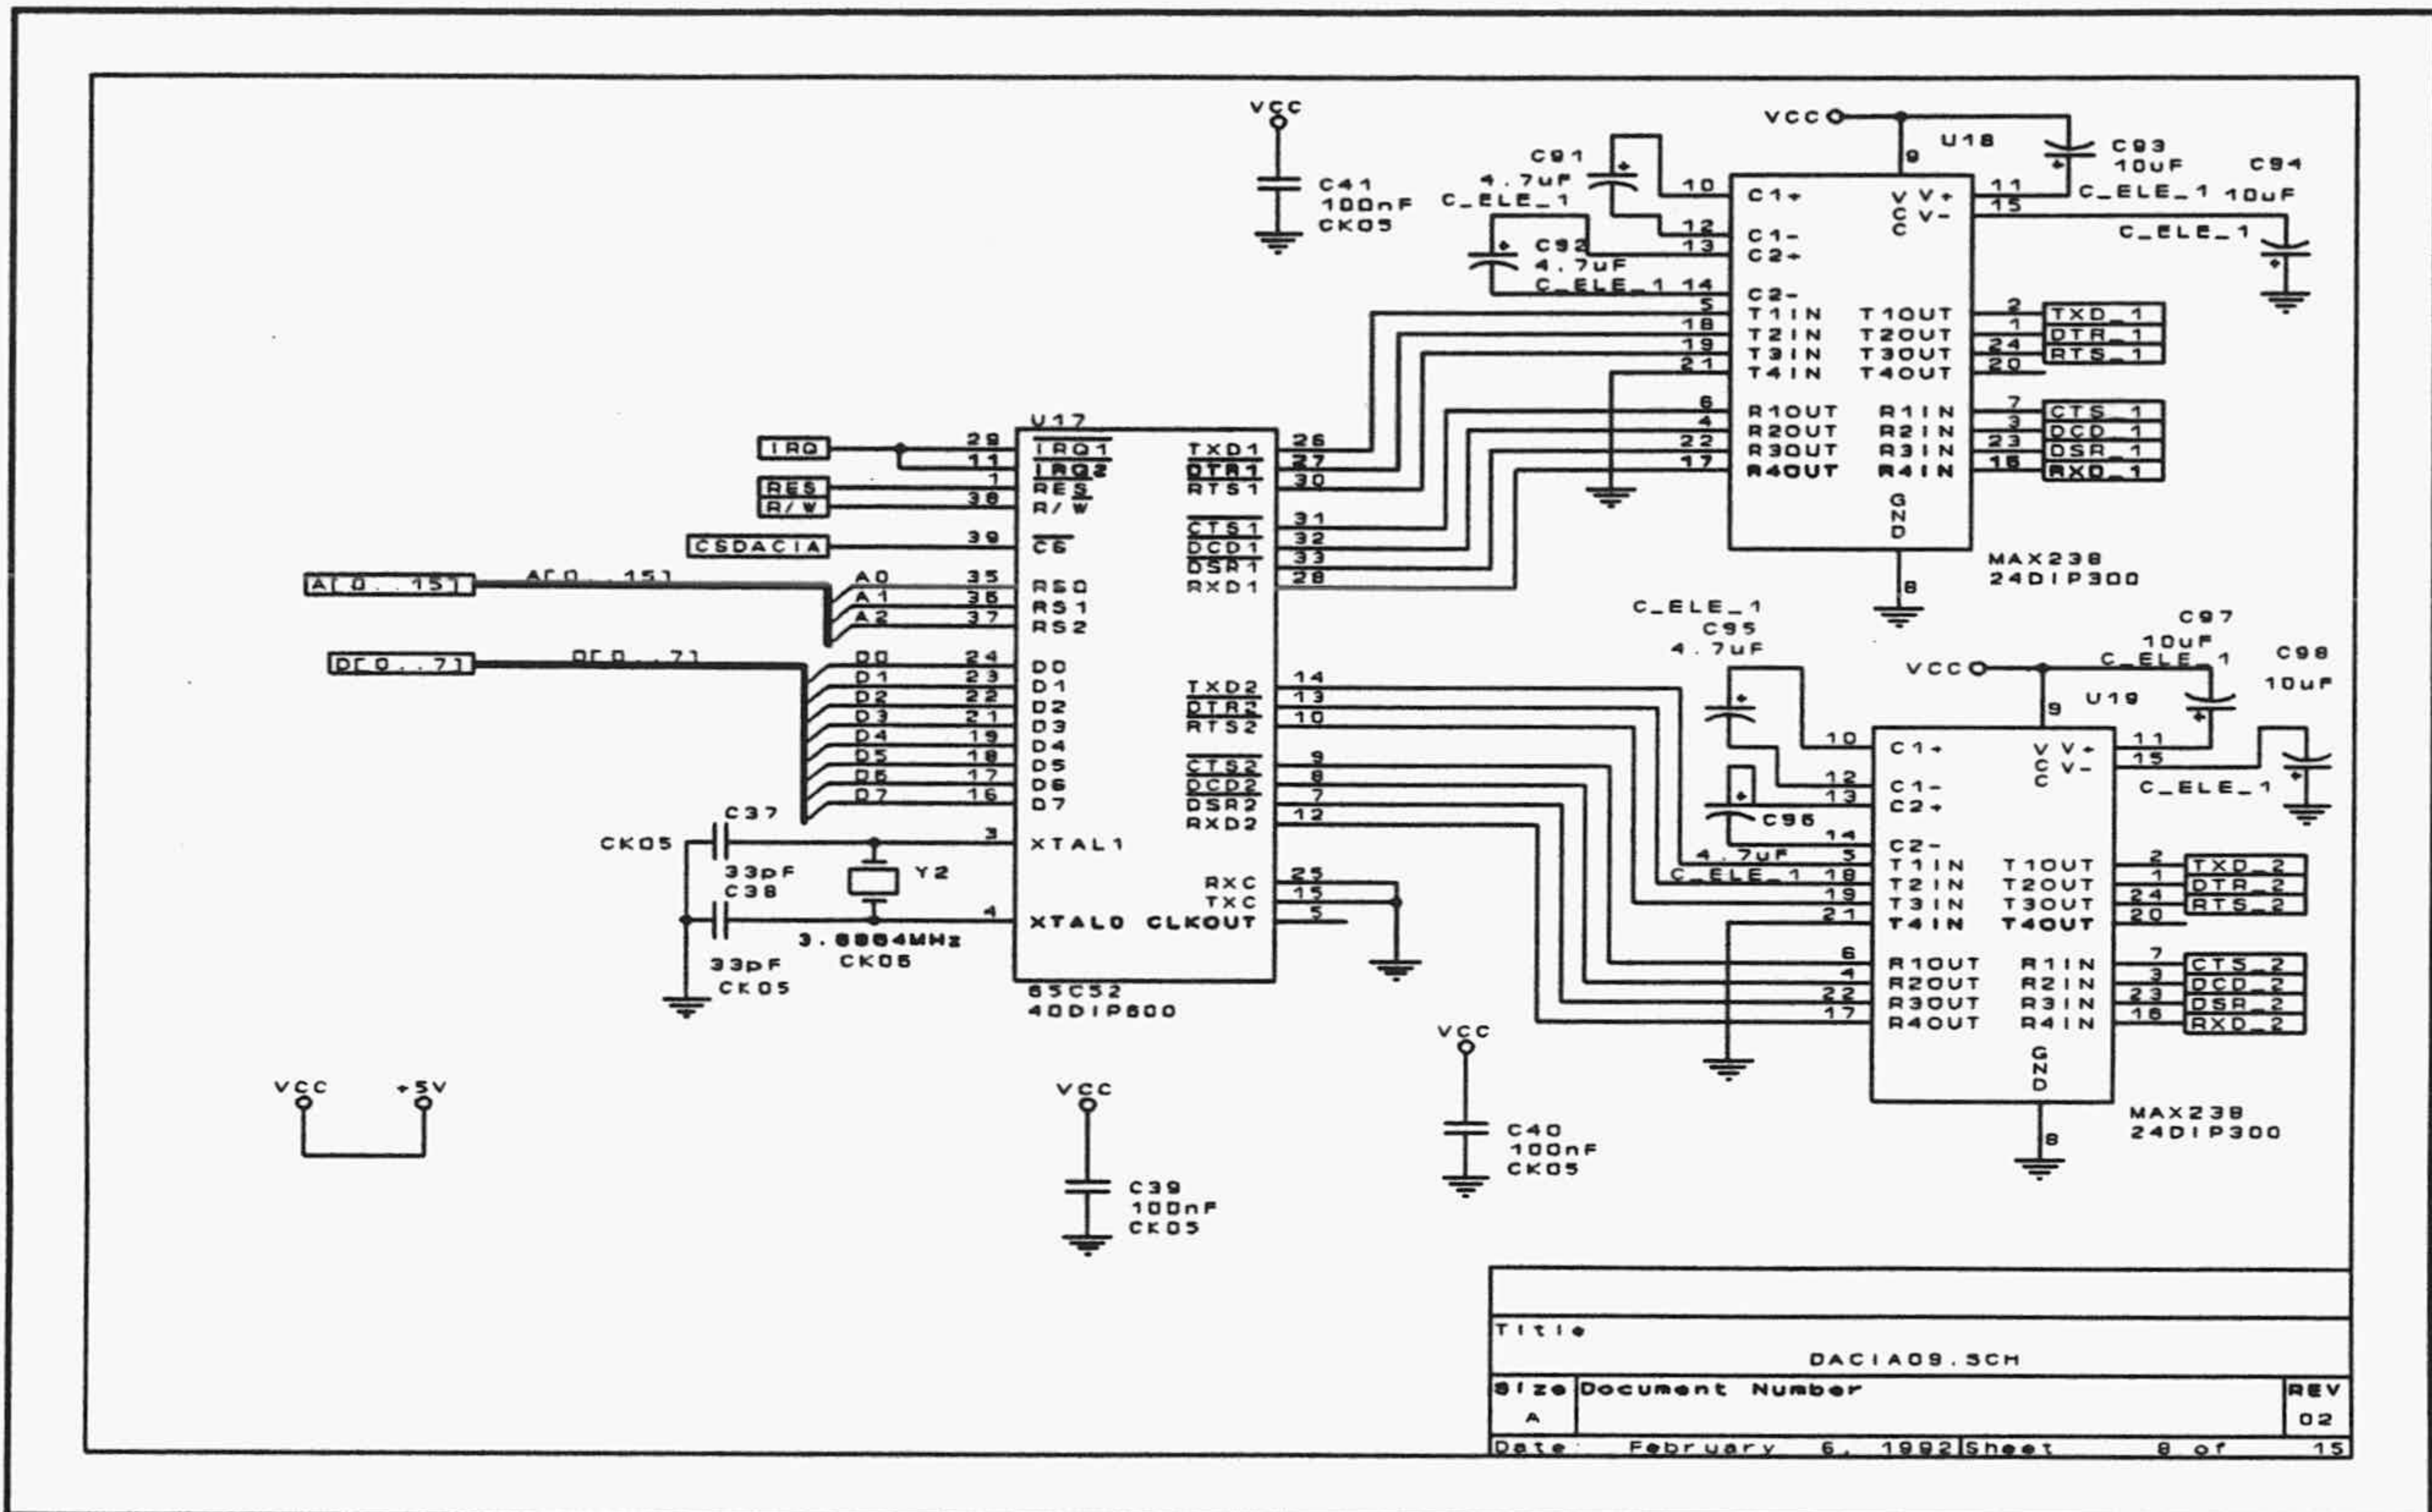 VCC
C41
100nF
CK05
VCC
U18
9
C93
10uF
C_ELE_1
C94
10uF
C_ELE_1
C91
4.7uF
C_ELE_1
C92
4.7uF
C_ELE_1
10 C1+ V V+ 11
C V- 15
12 C1- C
13 C2+
14 C2-
5 T1IN T1OUT 2 TXD_1
18 T2IN T2OUT 1 DTR_1
19 T3IN T3OUT 24 RTS_1
21 T4IN T4OUT 20
6 R1OUT R1IN 7 CTS_1
4 R2OUT R2IN 3 DCD_1
22 R3OUT R3IN 23 DSR_1
17 R4OUT R4IN 16 RXD_1
GND
8
MAX238
24DIP300
U17
IRQ 29 IRQ1 TXD1 26
11 IRQ2 DTR1 27
RES 1 RES RTS1 30
R/W 38 R/W
CTS1 31
CSDACIA 39 CS DCD1 32
DSR1 33
A[0..15] A[0..15] A0 35 RS0 RXD1 28
A1 36 RS1
A2 37 RS2
D[0..7] D[0..7] D0 24 D0
D1 23 D1 TXD2 14
D2 22 D2 DTR2 13
D3 21 D3 RTS2 10
D4 19 D4
D5 18 D5 CTS2 9
D6 17 D6 DCD2 8
D7 16 D7 DSR2 7
RXD2 12
C37
CK05 3 XTAL1
33pF
Y2
RXC 25
C38
TXC 15
4 XTAL0 CLKOUT 5
3.6864MHz
CK05
33pF
CK05
65C52
40DIP600
C_ELE_1
C95
4.7uF
VCC
U19
9
C97
10uF
C_ELE_1
C98
10uF
C_ELE_1
C96
4.7uF
C_ELE_1
10 C1+ V V+ 11
C V- 15
12 C1- C
13 C2+
14 C2-
5 T1IN T1OUT 2 TXD_2
18 T2IN T2OUT 1 DTR_2
19 T3IN T3OUT 24 RTS_2
21 T4IN T4OUT 20
6 R1OUT R1IN 7 CTS_2
4 R2OUT R2IN 3 DCD_2
22 R3OUT R3IN 23 DSR_2
17 R4OUT R4IN 16 RXD_2
GND
8
MAX238
24DIP300
VCC +5V
VCC
C39
100nF
CK05
VCC
C40
100nF
CK05
Title
DACIA09.SCH
Size Document Number REV
A 02
Date: February 6, 1992 Sheet 8 of 15